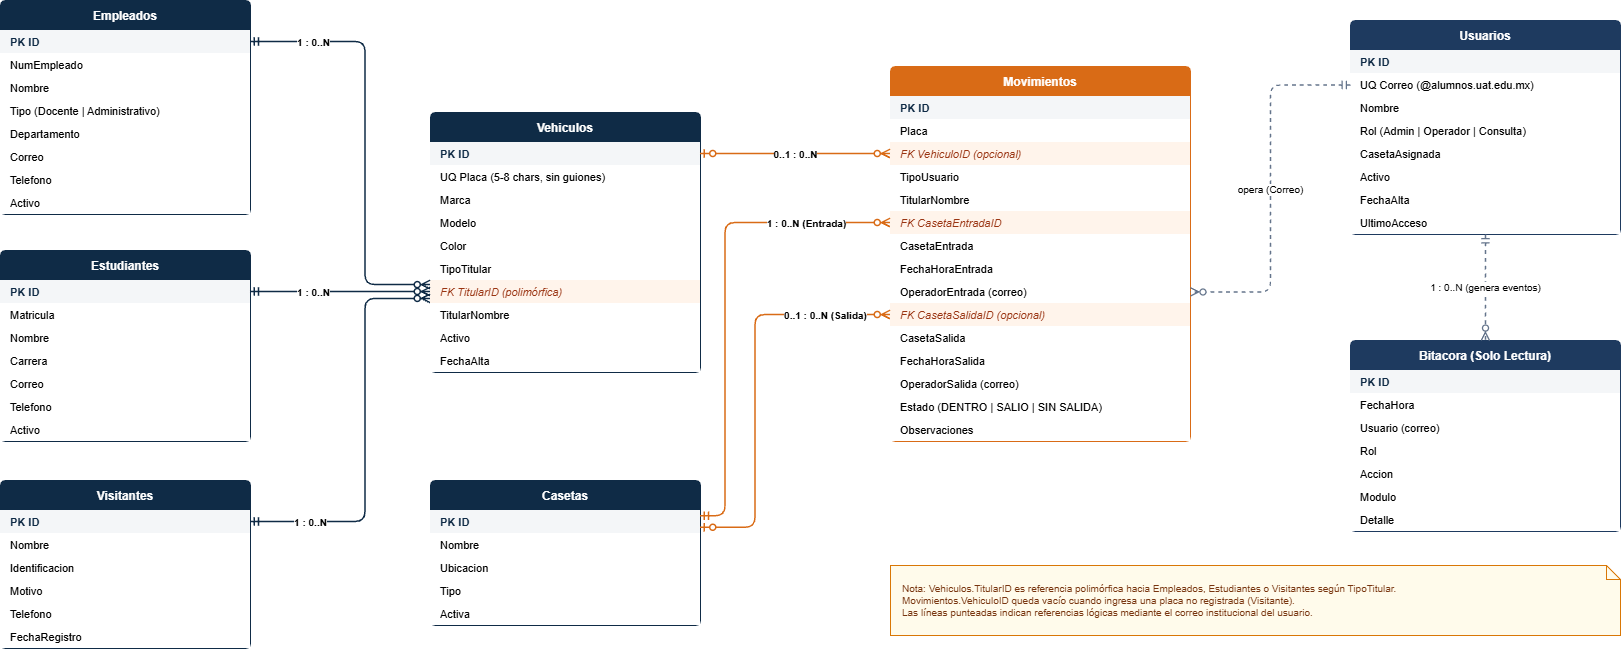 Empleados
PK ID
NumEmpleado
Nombre
Tipo (Docente | Administrativo)
Departamento
Correo
Telefono
Activo
1 : 0..N
Estudiantes
PK ID
Matricula
Nombre
Carrera
Correo
Telefono
Activo
1 : 0..N
Visitantes
PK ID
Nombre
Identificacion
Motivo
Telefono
FechaRegistro
1 : 0..N
Vehiculos
PK ID
UQ Placa (5-8 chars, sin guiones)
Marca
Modelo
Color
TipoTitular
FK TitularID (polimórfica)
TitularNombre
Activo
FechaAlta
Casetas
PK ID
Nombre
Ubicacion
Tipo
Activa
0..1 : 0..N
1 : 0..N (Entrada)
0..1 : 0..N (Salida)
Movimientos
PK ID
Placa
FK VehiculoID (opcional)
TipoUsuario
TitularNombre
FK CasetaEntradaID
CasetaEntrada
FechaHoraEntrada
OperadorEntrada (correo)
FK CasetaSalidaID (opcional)
CasetaSalida
FechaHoraSalida
OperadorSalida (correo)
Estado (DENTRO | SALIO | SIN SALIDA)
Observaciones
opera (Correo)
Usuarios
PK ID
UQ Correo (@alumnos.uat.edu.mx)
Nombre
Rol (Admin | Operador | Consulta)
CasetaAsignada
Activo
FechaAlta
UltimoAcceso
1 : 0..N (genera eventos)
Bitacora (Solo Lectura)
PK ID
FechaHora
Usuario (correo)
Rol
Accion
Modulo
Detalle
Nota: Vehiculos.TitularID es referencia polimórfica hacia Empleados, Estudiantes o Visitantes según TipoTitular.
Movimientos.VehiculoID queda vacío cuando ingresa una placa no registrada (Visitante).
Las líneas punteadas indican referencias lógicas mediante el correo institucional del usuario.